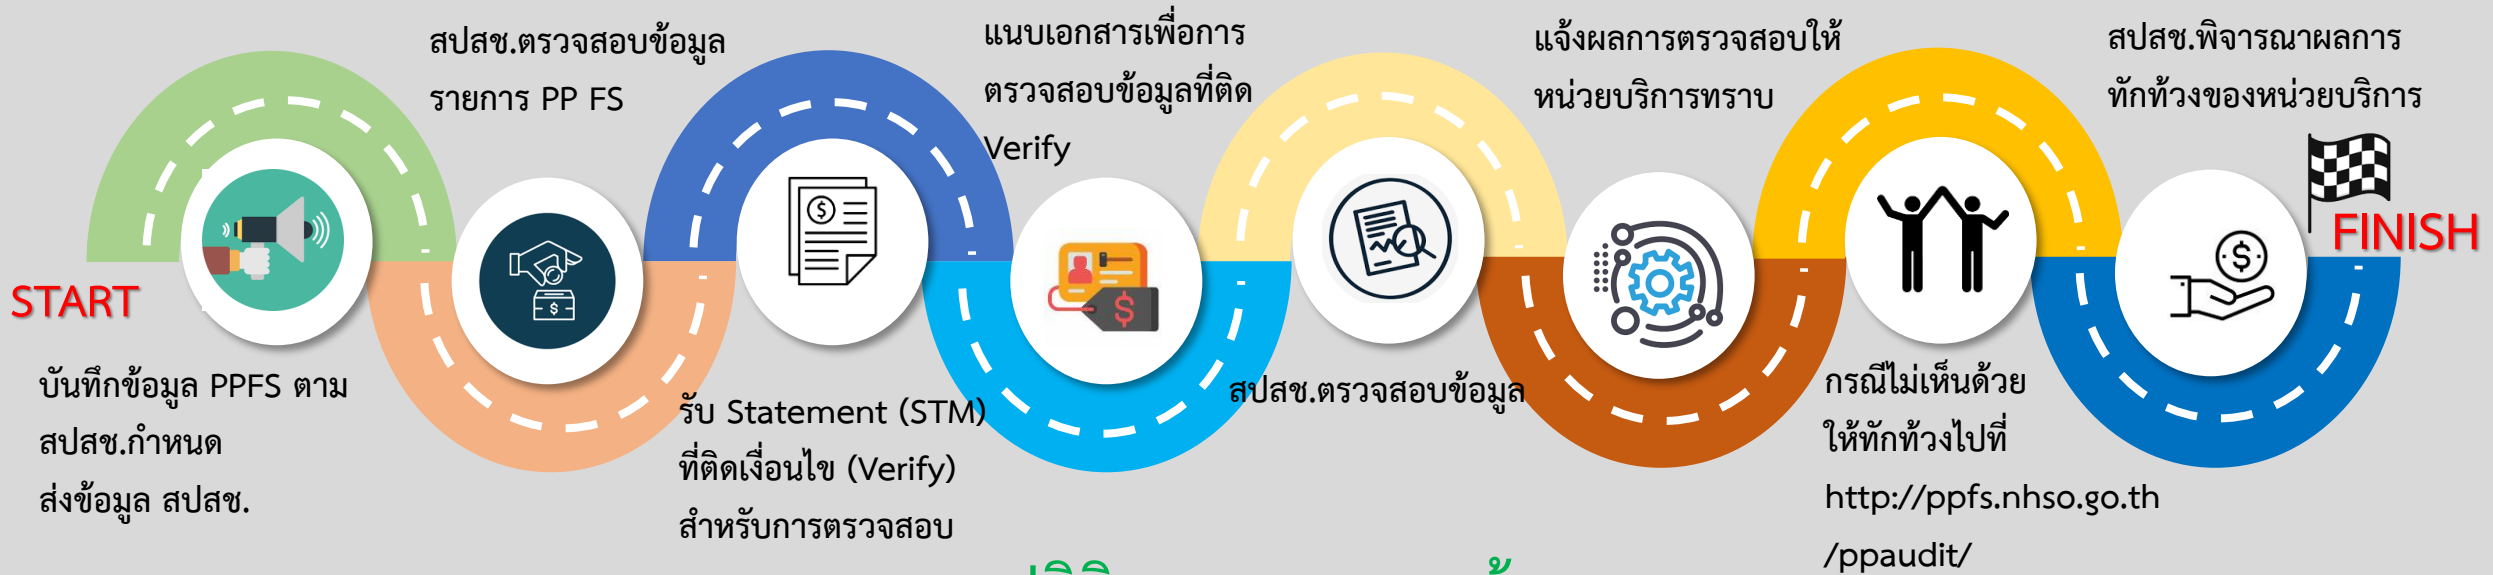 START
บันทึกข้อมูล PPFS ตาม
สปสช.กำหนด
ส่งข้อมูล สปสช.
สปสช.ตรวจสอบข้อมูล
รายการ PP FS
รับ Statement (STM)
ที่ติดเงื่อนไข (Verify)
สำหรับการตรวจสอบ
แนบเอกสารเพื่อการ
ตรวจสอบข้อมูลที่ติด
Verify
สปสช.ตรวจสอบข้อมูล
แจ้งผลการตรวจสอบให้
หน่วยบริการทราบ
กรณีไม่เห็นด้วย
ให้ทักท้วงไปที่
http://ppfs.nhso.go.th
/ppaudit/
สปสช.พิจารณาผลการ
ทักท้วงของหน่วยบริการ
FINISH